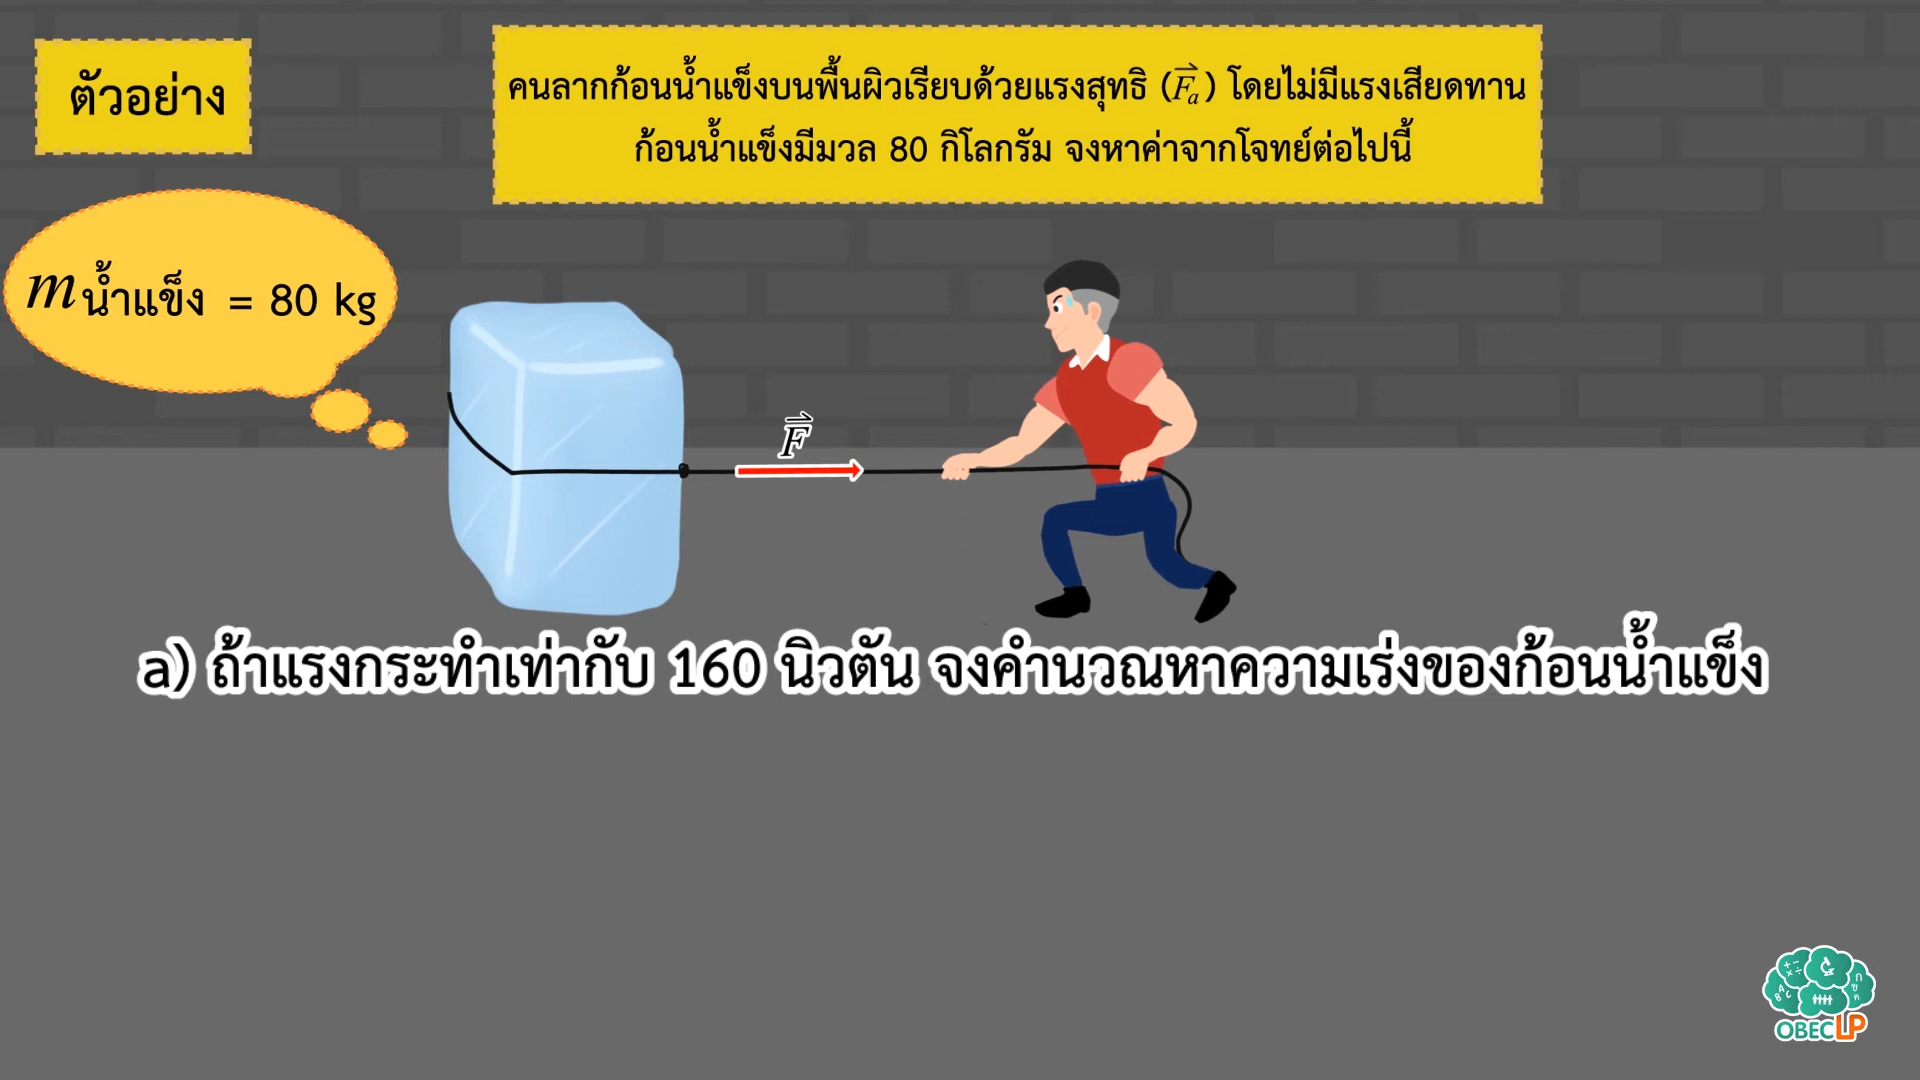 ตัวอย่าง
คนลากก้อนน้ำแข็งบนพื้นผิวเรียบด้วยแรงสุทธิ (F⃗ₐ) โดยไม่มีแรงเสียดทาน
ก้อนน้ำแข็งมีมวล 80 กิโลกรัม จงหาค่าจากโจทย์ต่อไปนี้
m น้ำแข็ง = 80 kg
F⃗
a) ถ้าแรงกระทำเท่ากับ 160 นิวตัน จงคำนวณหาความเร่งของก้อนน้ำแข็ง
OBECLP